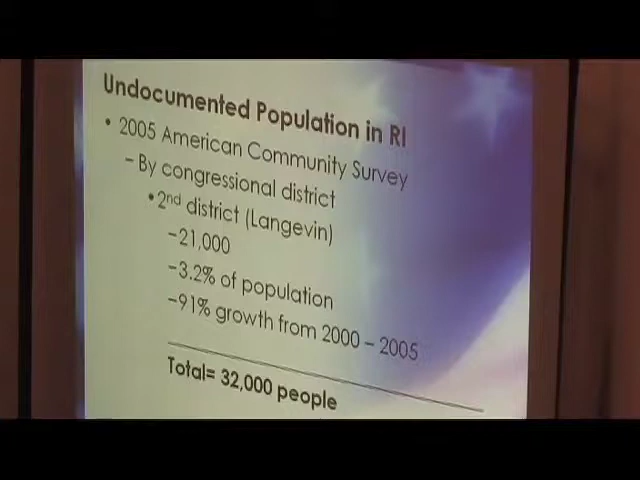 Undocumented Population in RI
• 2005 American Community Survey
– By congressional district
• 2nd district (Langevin)
–21,000
–3.2% of population
–91% growth from 2000 – 2005
Total= 32,000 people